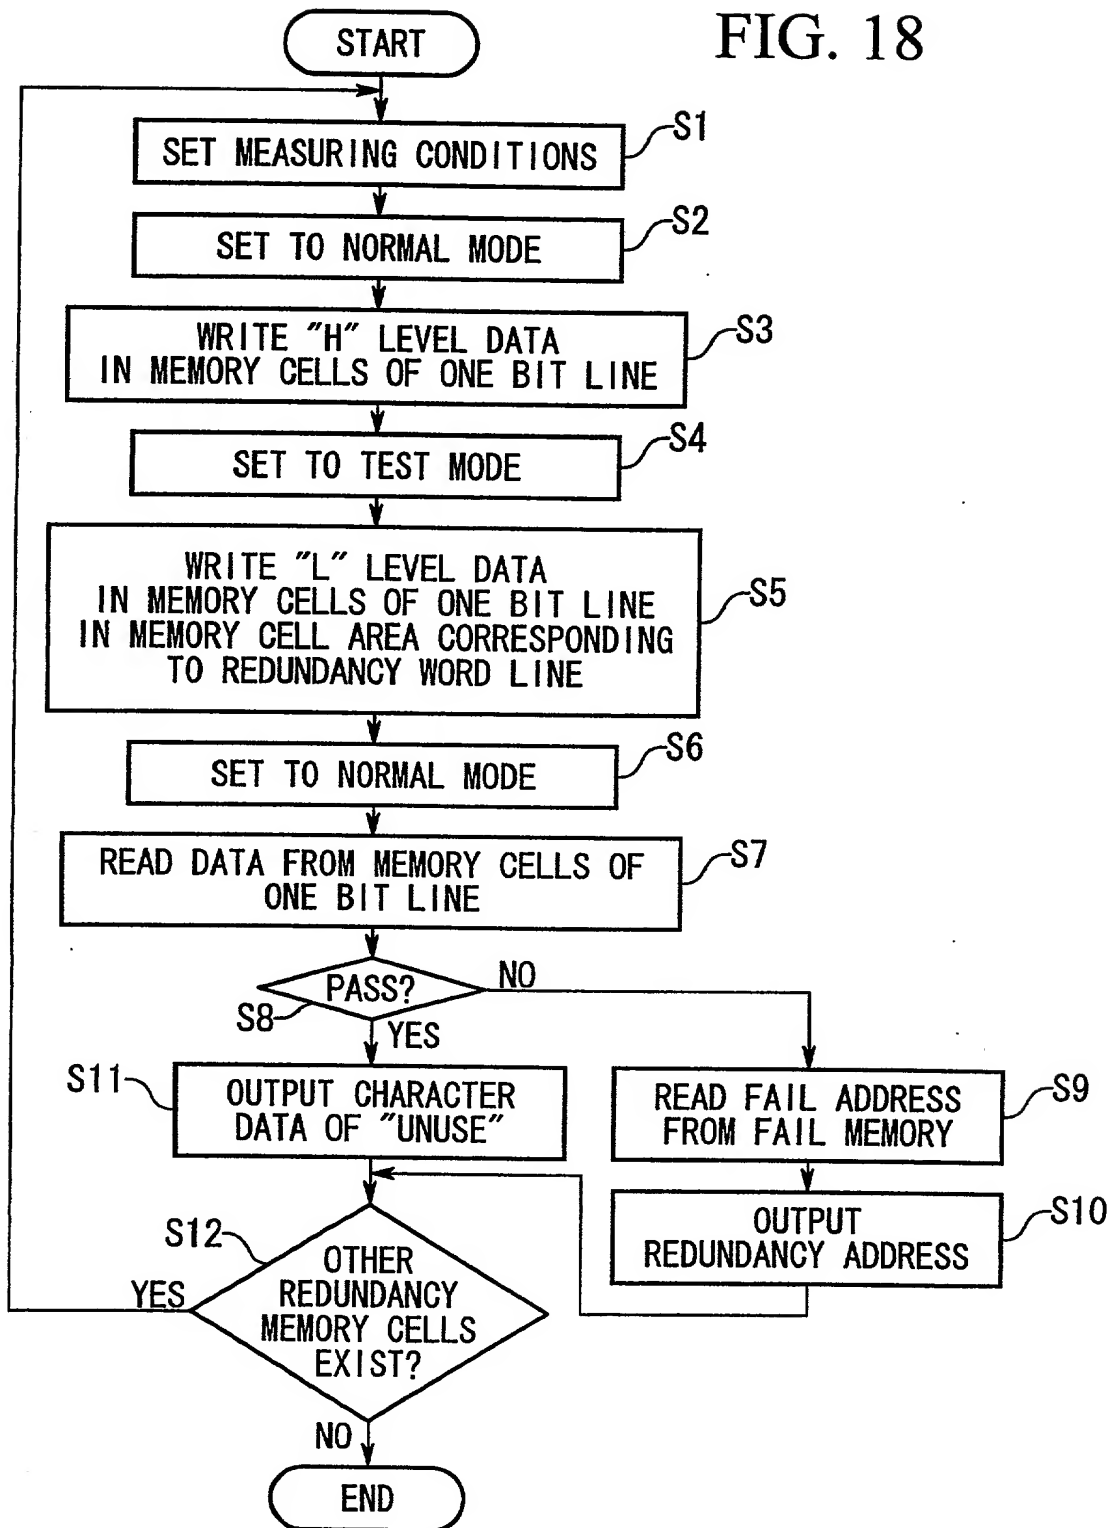 FIG. 18
START
SET MEASURING CONDITIONS
S1
SET TO NORMAL MODE
S2
WRITE "H" LEVEL DATA
IN MEMORY CELLS OF ONE BIT LINE
S3
SET TO TEST MODE
S4
WRITE "L" LEVEL DATA
IN MEMORY CELLS OF ONE BIT LINE
IN MEMORY CELL AREA CORRESPONDING
TO REDUNDANCY WORD LINE
S5
SET TO NORMAL MODE
S6
READ DATA FROM MEMORY CELLS OF
ONE BIT LINE
S7
PASS?
S8
NO
YES
S11
OUTPUT CHARACTER
DATA OF "UNUSE"
READ FAIL ADDRESS
FROM FAIL MEMORY
S9
OUTPUT
REDUNDANCY ADDRESS
S10
S12
OTHER
REDUNDANCY
MEMORY CELLS
EXIST?
YES
NO
END